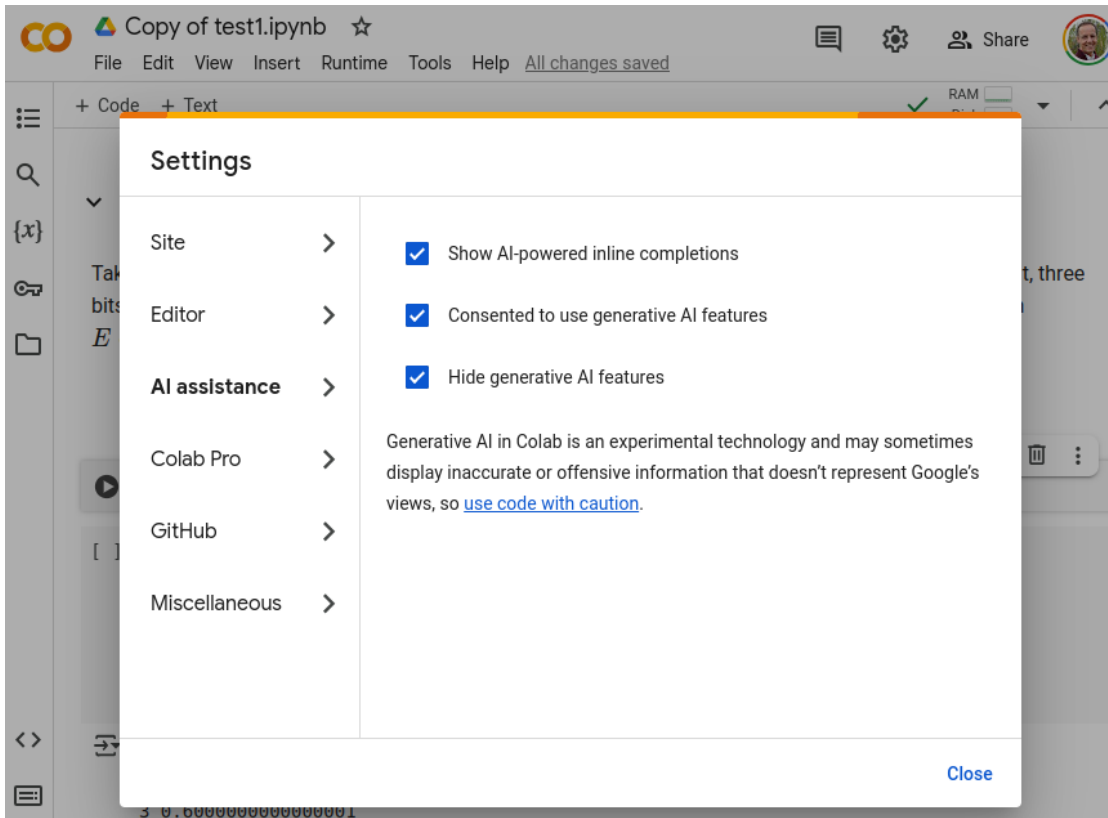 Copy of test1.ipynb
File Edit View Insert Runtime Tools Help All changes saved
Share
+ Code + Text
RAM
Settings
Site
Editor
AI assistance
Colab Pro
GitHub
Miscellaneous
Show AI-powered inline completions
Consented to use generative AI features
Hide generative AI features
Generative AI in Colab is an experimental technology and may sometimes
display inaccurate or offensive information that doesn't represent Google's
views, so use code with caution.
Close
{x}
Tak
t, three
bits
E
[ ]
3 0.6000000000000001